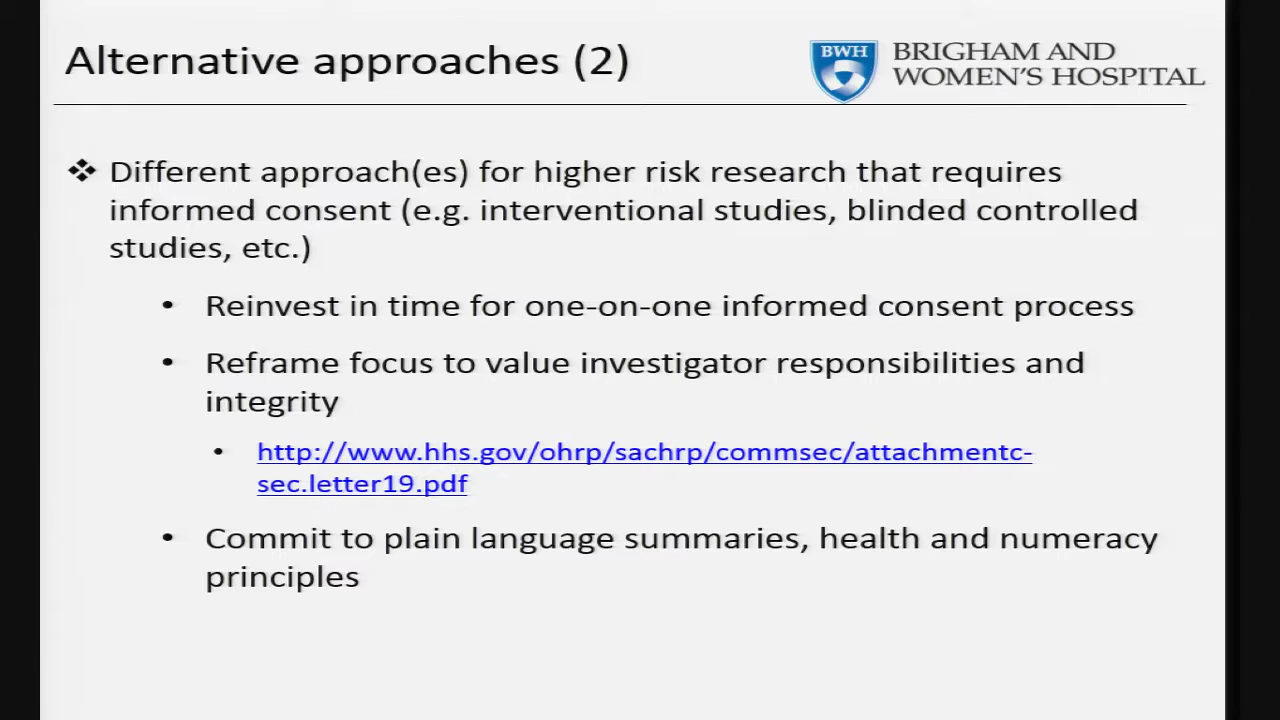 Alternative approaches (2)
BWH
BRIGHAM AND
WOMEN'S HOSPITAL
❖ Different approach(es) for higher risk research that requires
informed consent (e.g. interventional studies, blinded controlled
studies, etc.)
• Reinvest in time for one-on-one informed consent process
• Reframe focus to value investigator responsibilities and
integrity
• http://www.hhs.gov/ohrp/sachrp/commsec/attachmentc-
sec.letter19.pdf
• Commit to plain language summaries, health and numeracy
principles